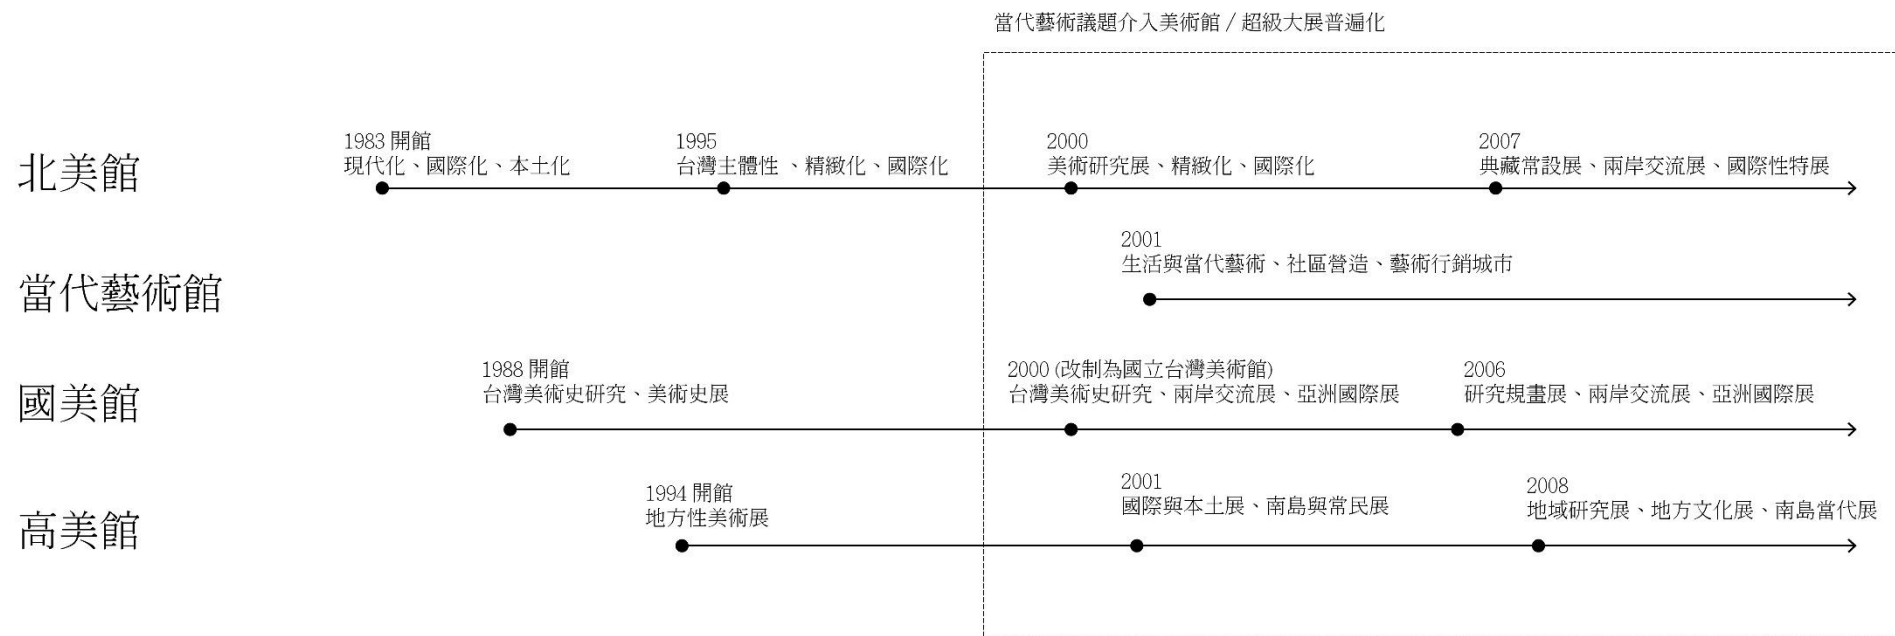 當代藝術議題介入美術館 / 超級大展普遍化
北美館
1983 開館
現代化、國際化、本土化
1995
台灣主體性 、精緻化、國際化
2000
美術研究展、精緻化、國際化
2007
典藏常設展、兩岸交流展、國際性特展
當代藝術館
2001
生活與當代藝術、社區營造、藝術行銷城市
國美館
1988 開館
台灣美術史研究、美術史展
2000 (改制為國立台灣美術館)
台灣美術史研究、兩岸交流展、亞洲國際展
2006
研究規畫展、兩岸交流展、亞洲國際展
高美館
1994 開館
地方性美術展
2001
國際與本土展、南島與常民展
2008
地域研究展、地方文化展、南島當代展